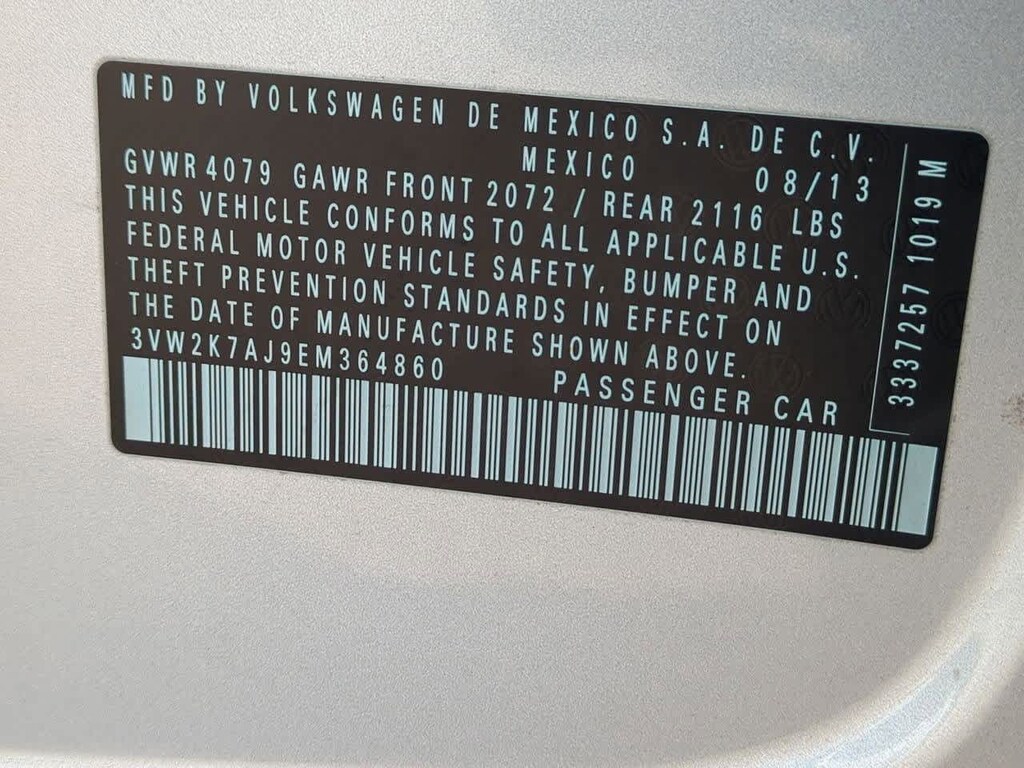 MFD BY VOLKSWAGEN DE MEXICO S.A. DE C.V.
MEXICO 08/13
GVWR 4079 GAWR FRONT 2072 / REAR 2116 LBS
THIS VEHICLE CONFORMS TO ALL APPLICABLE U.S.
FEDERAL MOTOR VEHICLE SAFETY, BUMPER AND
THEFT PREVENTION STANDARDS IN EFFECT ON
THE DATE OF MANUFACTURE SHOWN ABOVE.
3VW2K7AJ9EM364860 PASSENGER CAR
3337257 1019 M